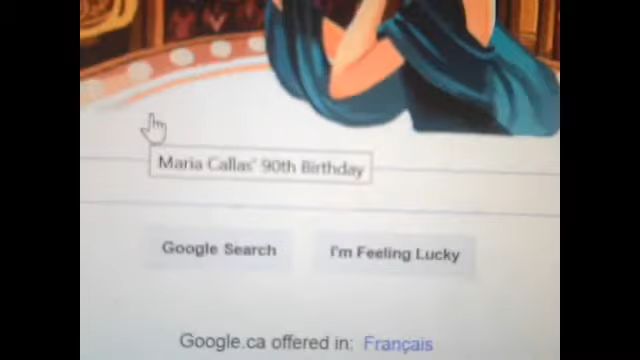 Maria Callas' 90th Birthday
Google Search
I'm Feeling Lucky
Google.ca offered in: Français